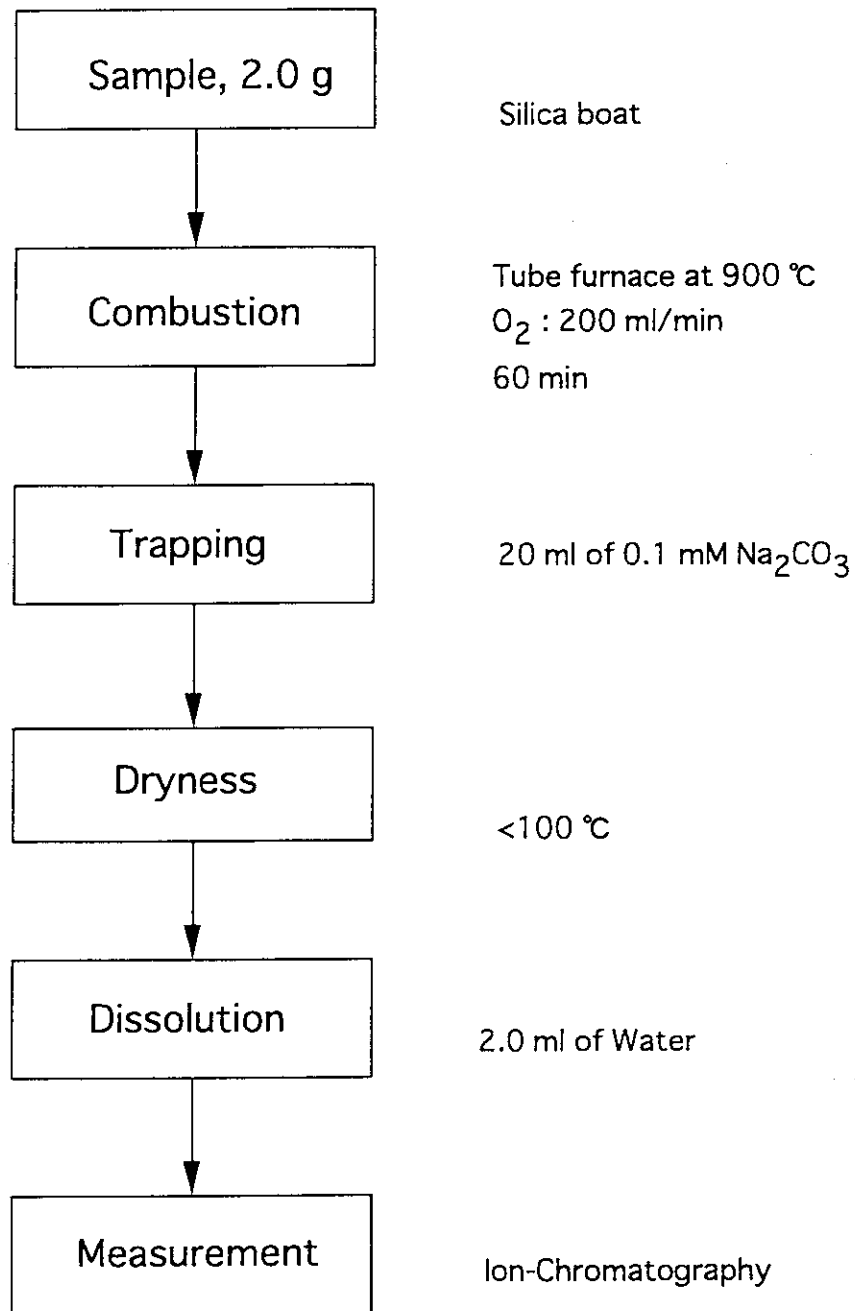 Sample, 2.0 g
Silica boat
Combustion
Tube furnace at 900 ℃
O₂ : 200 ml/min
60 min
Trapping
20 ml of 0.1 mM Na₂CO₃
Dryness
<100 ℃
Dissolution
2.0 ml of Water
Measurement
Ion-Chromatography